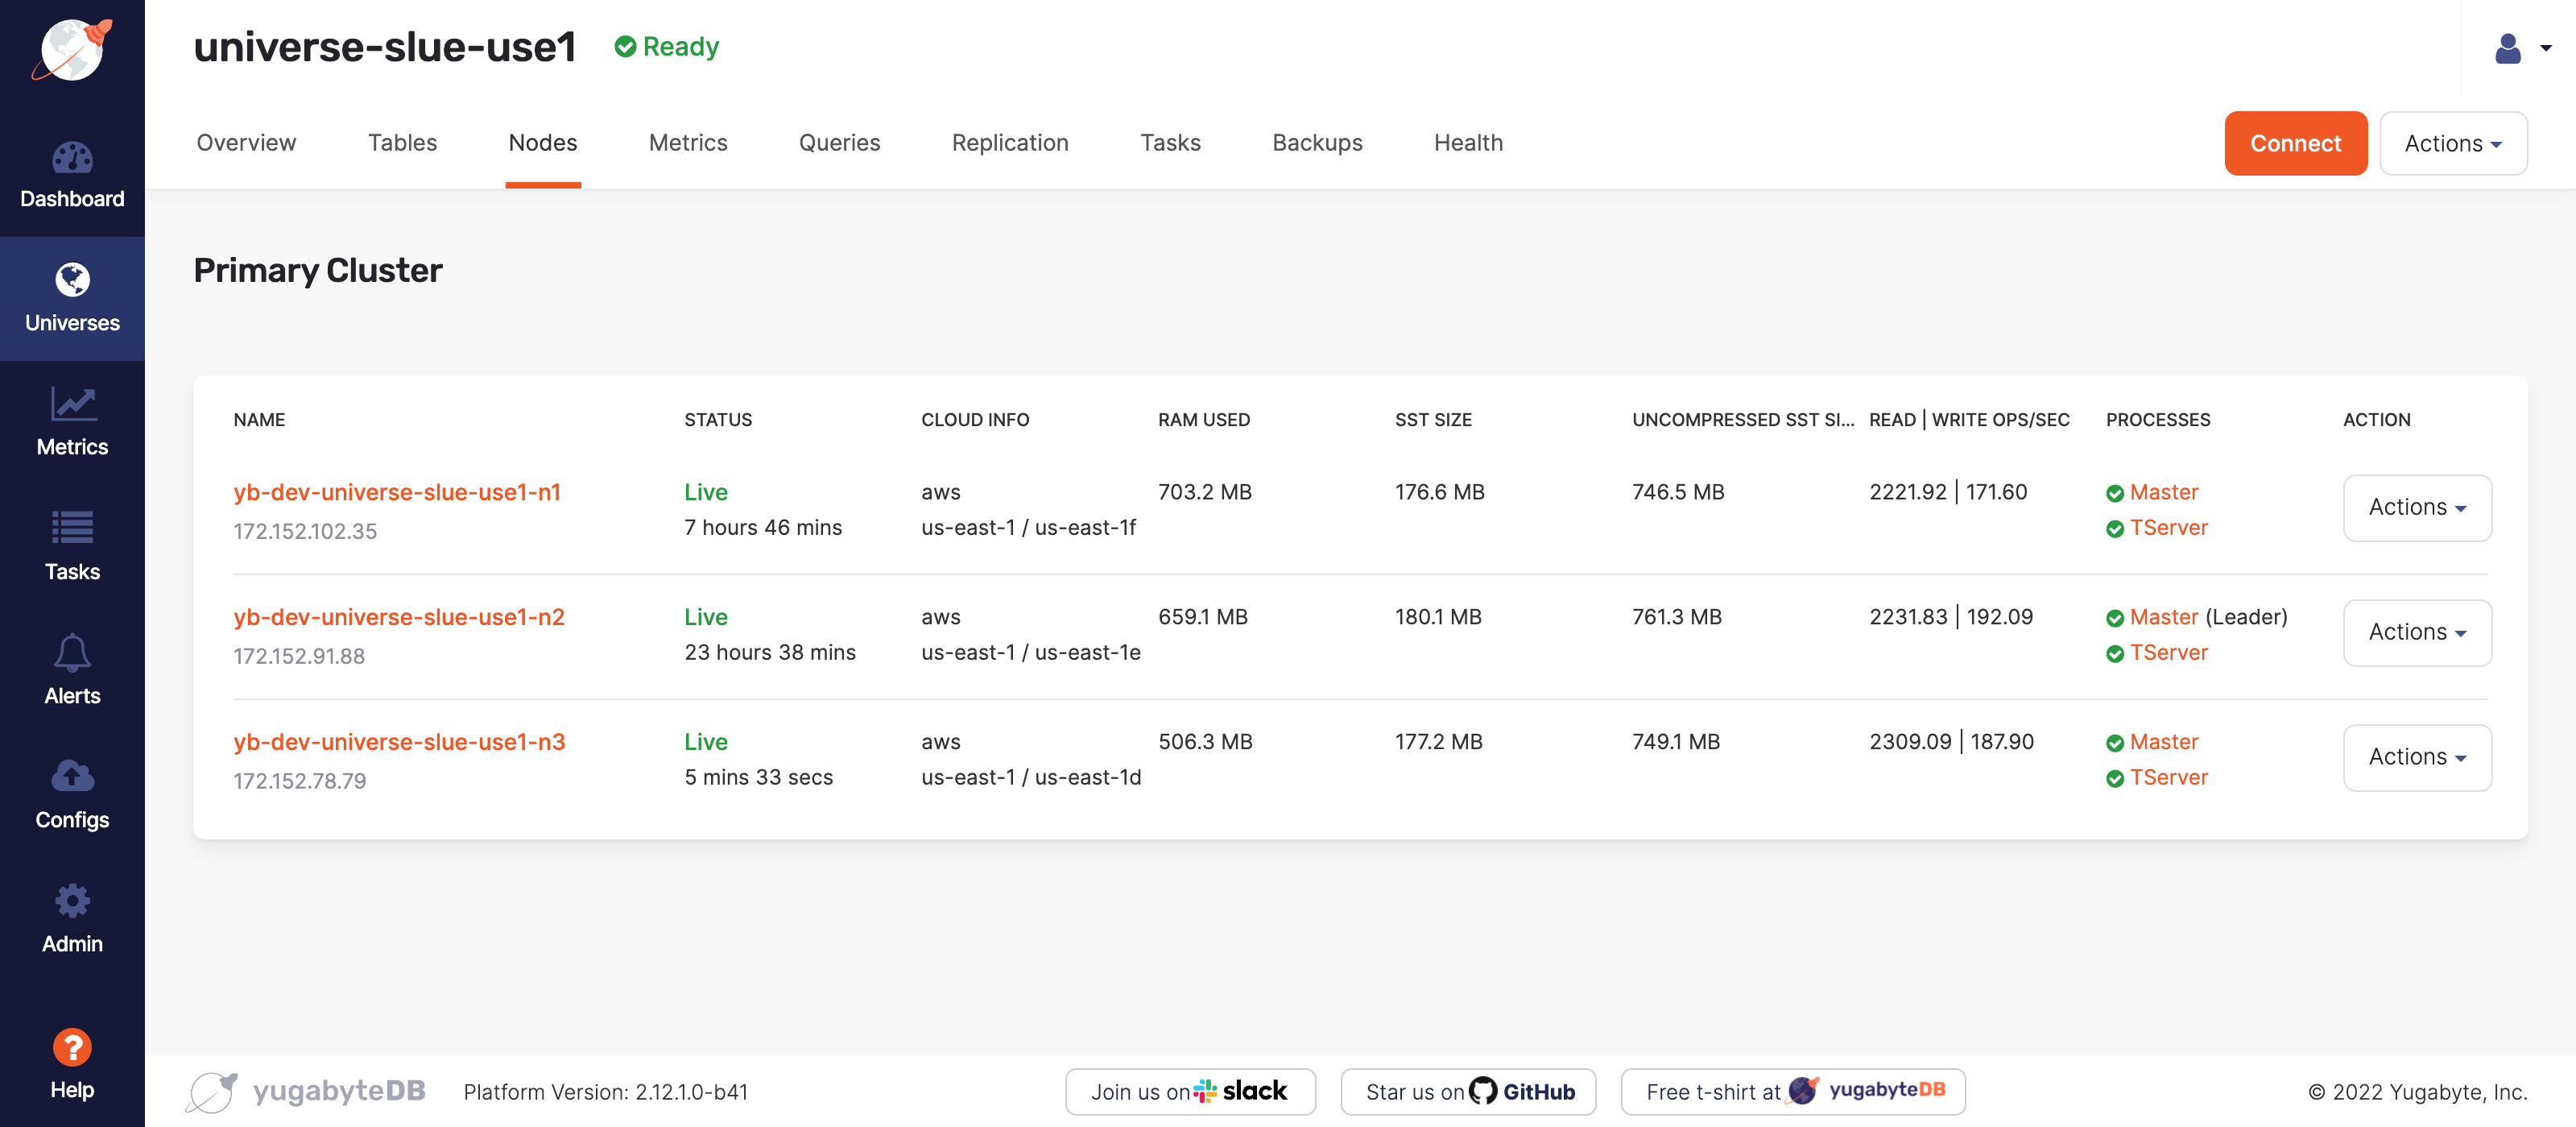 universe-slue-use1 Ready
Overview Tables Nodes Metrics Queries Replication Tasks Backups Health Connect Actions
Dashboard
Universes
Metrics
Tasks
Alerts
Configs
Admin
Help
Primary Cluster
NAME STATUS CLOUD INFO RAM USED SST SIZE UNCOMPRESSED SST SI... READ | WRITE OPS/SEC PROCESSES ACTION
yb-dev-universe-slue-use1-n1 Live aws 703.2 MB 176.6 MB 746.5 MB 2221.92 | 171.60 Master Actions
172.152.102.35 7 hours 46 mins us-east-1 / us-east-1f TServer
yb-dev-universe-slue-use1-n2 Live aws 659.1 MB 180.1 MB 761.3 MB 2231.83 | 192.09 Master (Leader) Actions
172.152.91.88 23 hours 38 mins us-east-1 / us-east-1e TServer
yb-dev-universe-slue-use1-n3 Live aws 506.3 MB 177.2 MB 749.1 MB 2309.09 | 187.90 Master Actions
172.152.78.79 5 mins 33 secs us-east-1 / us-east-1d TServer
yugabyteDB Platform Version: 2.12.1.0-b41 Join us on slack Star us on GitHub Free t-shirt at yugabyteDB © 2022 Yugabyte, Inc.